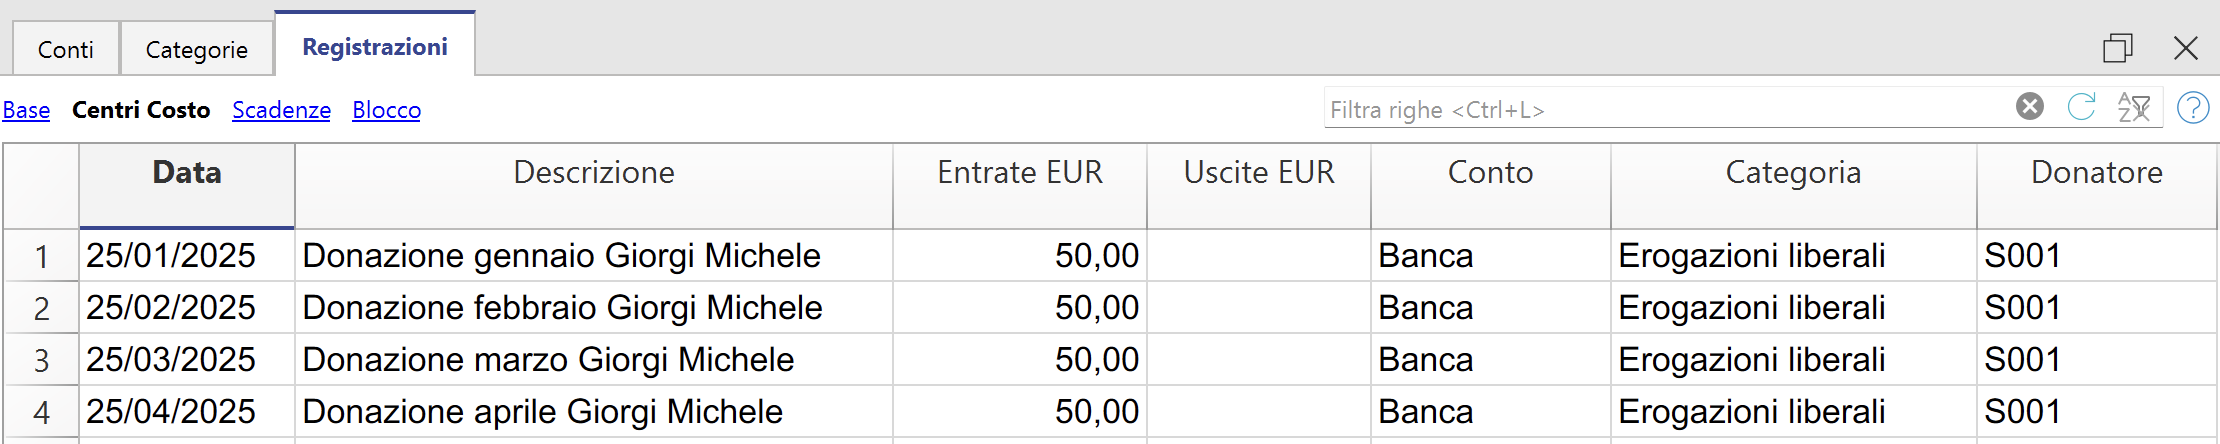 Conti Categorie Registrazioni
Base Centri Costo Scadenze Blocco Filtra righe <Ctrl+L>
Data Descrizione Entrate EUR Uscite EUR Conto Categoria Donatore
1 25/01/2025 Donazione gennaio Giorgi Michele 50,00 Banca Erogazioni liberali S001
2 25/02/2025 Donazione febbraio Giorgi Michele 50,00 Banca Erogazioni liberali S001
3 25/03/2025 Donazione marzo Giorgi Michele 50,00 Banca Erogazioni liberali S001
4 25/04/2025 Donazione aprile Giorgi Michele 50,00 Banca Erogazioni liberali S001